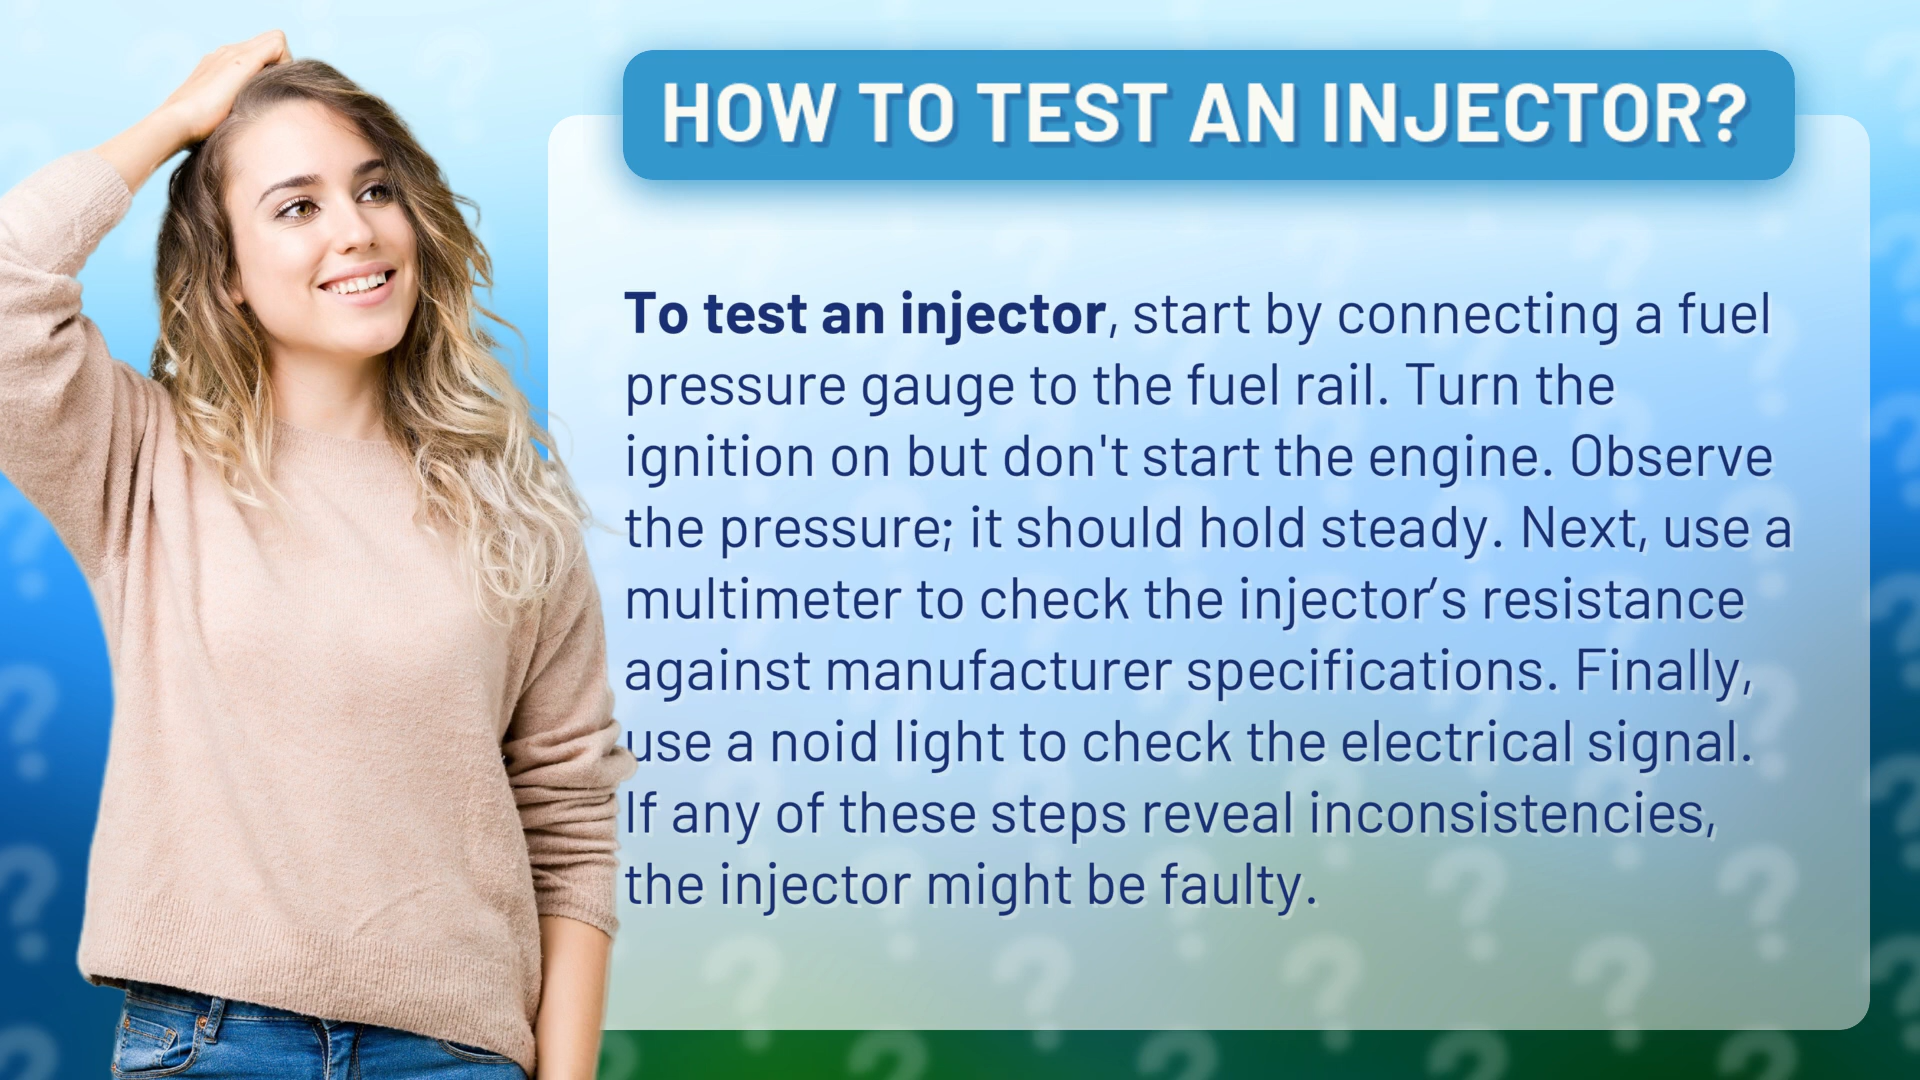 HOW TO TEST AN INJECTOR?
To test an injector, start by connecting a fuel
pressure gauge to the fuel rail. Turn the
ignition on but don't start the engine. Observe
the pressure; it should hold steady. Next, use a
multimeter to check the injector’s resistance
against manufacturer specifications. Finally,
use a noid light to check the electrical signal.
If any of these steps reveal inconsistencies,
the injector might be faulty.